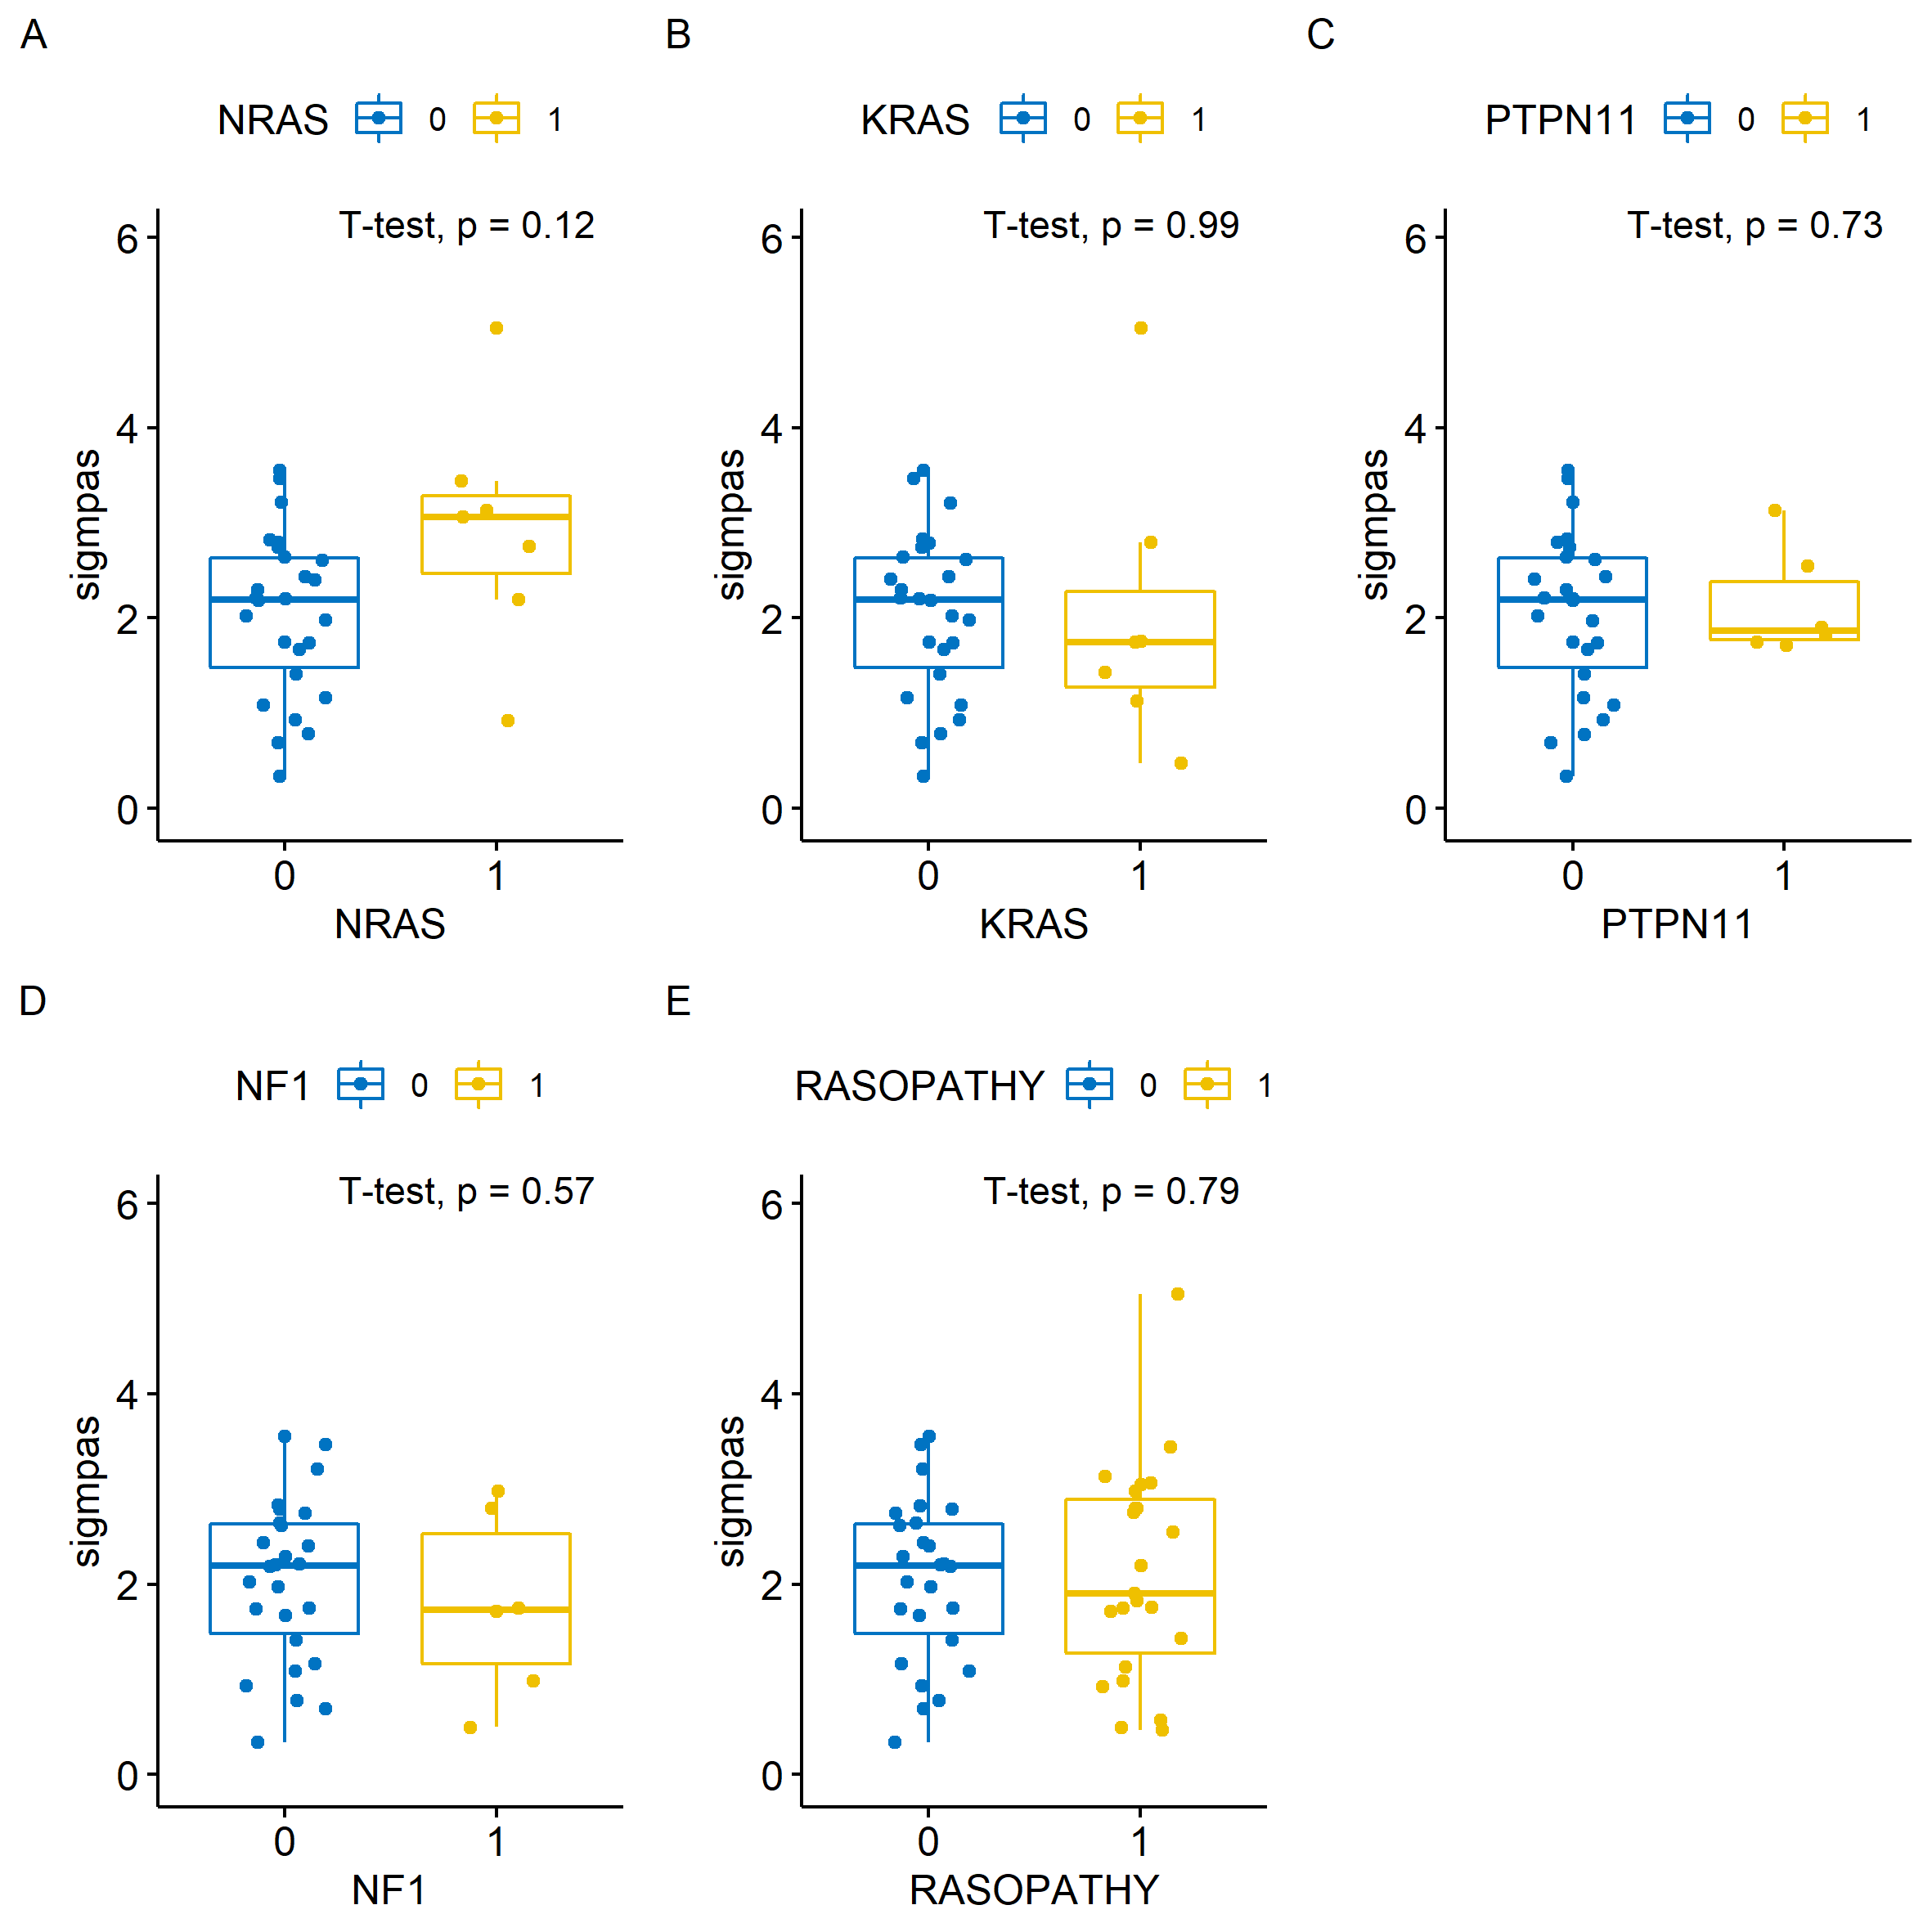 A
NRAS 0 1
T-test, p = 0.12
6
4
2
0
sigmpas
0 1
NRAS
B
KRAS 0 1
T-test, p = 0.99
6
4
2
0
sigmpas
0 1
KRAS
C
PTPN11 0 1
T-test, p = 0.73
6
4
2
0
sigmpas
0 1
PTPN11
D
NF1 0 1
T-test, p = 0.57
6
4
2
0
sigmpas
0 1
NF1
E
RASOPATHY 0 1
T-test, p = 0.79
6
4
2
0
sigmpas
0 1
RASOPATHY